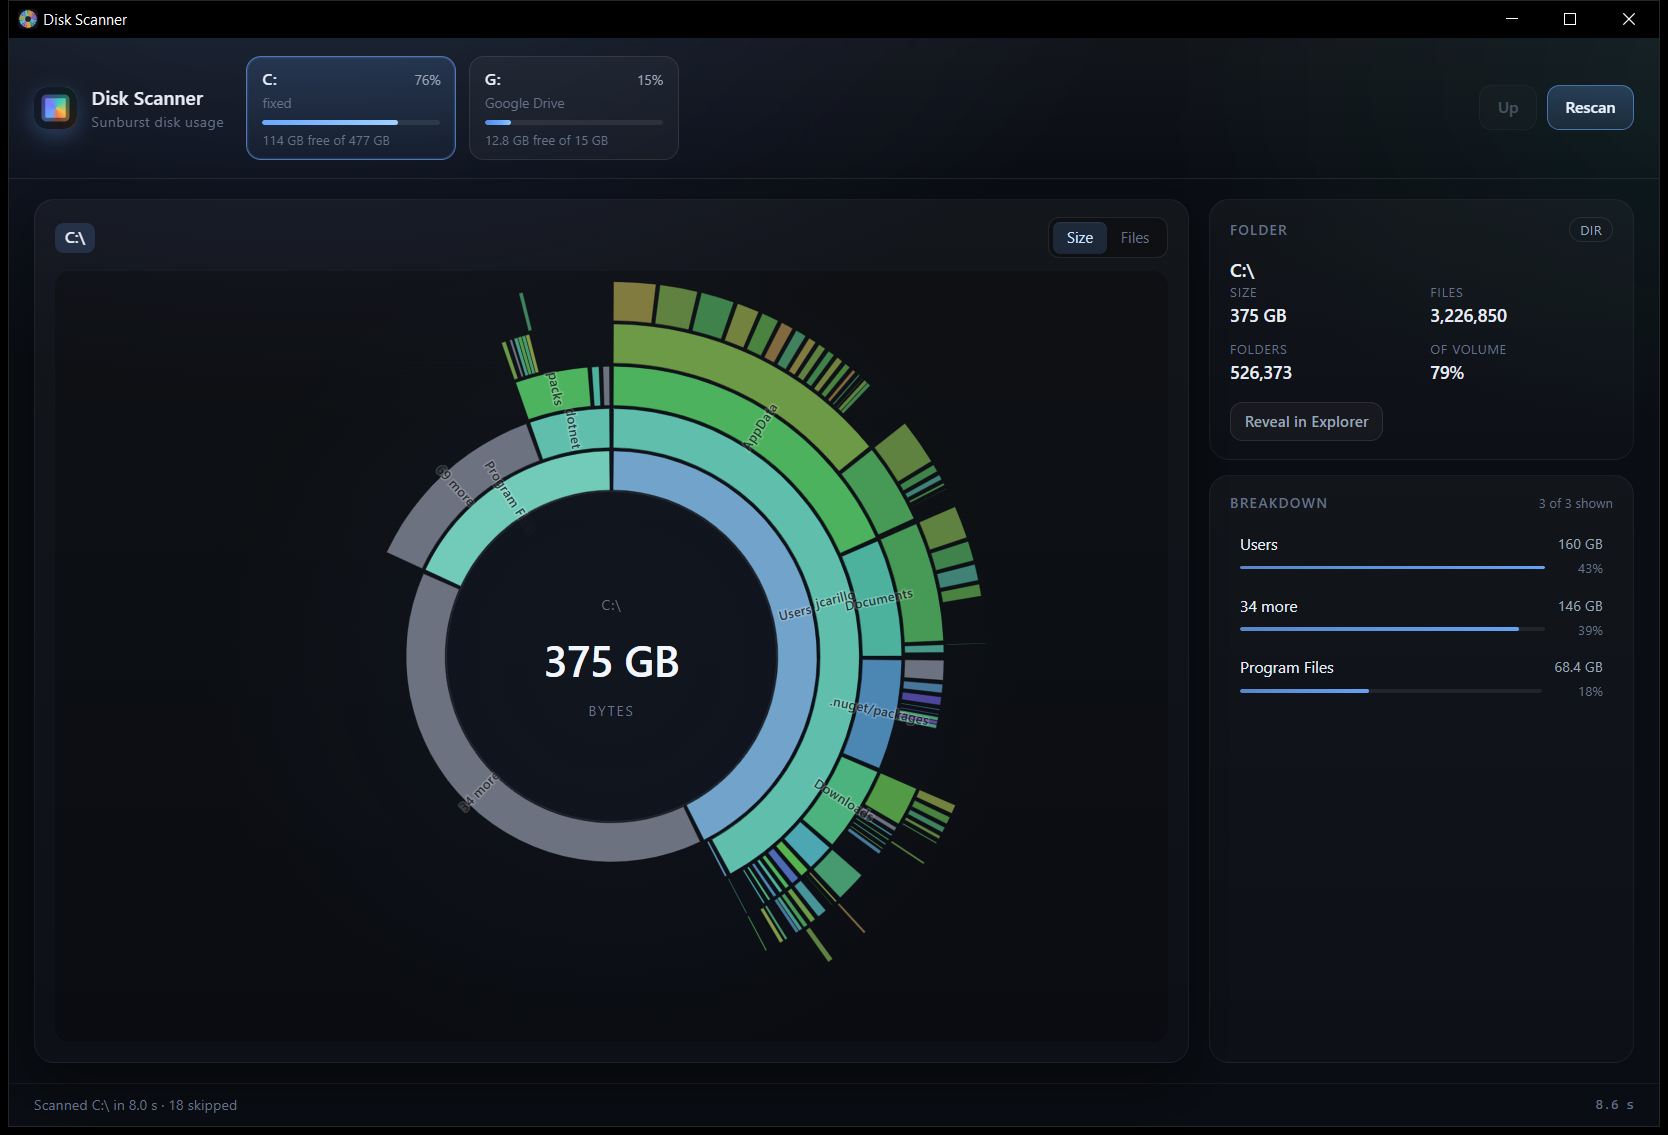 Disk Scanner
Disk Scanner
Sunburst disk usage
C:
76%
fixed
114 GB free of 477 GB
G:
15%
Google Drive
12.8 GB free of 15 GB
Up
Rescan
C:\
Size
Files
packs
dotnet
AppData
69 more
Program F
Users
jcarillo
Documents
.nuget/packages
Downloads
34 more
C:\
375 GB
BYTES
FOLDER
DIR
C:\
SIZE
FILES
375 GB
3,226,850
FOLDERS
OF VOLUME
526,373
79%
Reveal in Explorer
BREAKDOWN
3 of 3 shown
Users
160 GB
43%
34 more
146 GB
39%
Program Files
68.4 GB
18%
Scanned C:\ in 8.0 s · 18 skipped
8.6 s